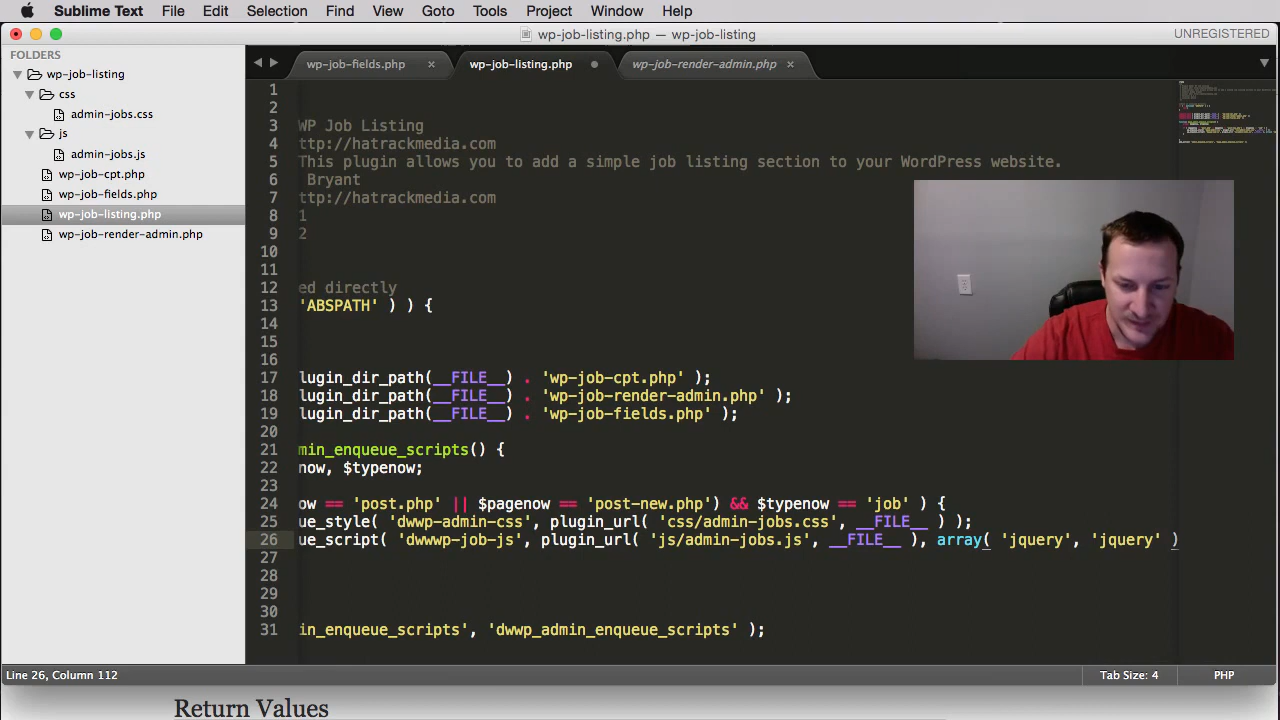 Sublime Text File Edit Selection Find View Goto Tools Project Window Help
wp-job-listing.php — wp-job-listing
UNREGISTERED
FOLDERS
wp-job-listing
css
admin-jobs.css
js
admin-jobs.js
wp-job-cpt.php
wp-job-fields.php
wp-job-listing.php
wp-job-render-admin.php
wp-job-fields.php × wp-job-listing.php wp-job-render-admin.php ×
1
2
3 WP Job Listing
4 ttp://hatrackmedia.com
5 This plugin allows you to add a simple job listing section to your WordPress website.
6 Bryant
7 ttp://hatrackmedia.com
8 1
9 2
10
11
12 ed directly
13 'ABSPATH' ) ) {
14
15
16
17 lugin_dir_path(__FILE__) . 'wp-job-cpt.php' );
18 lugin_dir_path(__FILE__) . 'wp-job-render-admin.php' );
19 lugin_dir_path(__FILE__) . 'wp-job-fields.php' );
20
21 min_enqueue_scripts() {
22 now, $typenow;
23
24 ow == 'post.php' || $pagenow == 'post-new.php') && $typenow == 'job' ) {
25 ue_style( 'dwwp-admin-css', plugin_url( 'css/admin-jobs.css', __FILE__ ) );
26 ue_script( 'dwwwp-job-js', plugin_url( 'js/admin-jobs.js', __FILE__ ), array( 'jquery', 'jquery' )
27
28
29
30
31 in_enqueue_scripts', 'dwwp_admin_enqueue_scripts' );
Line 26, Column 112
Tab Size: 4
PHP
Return Values